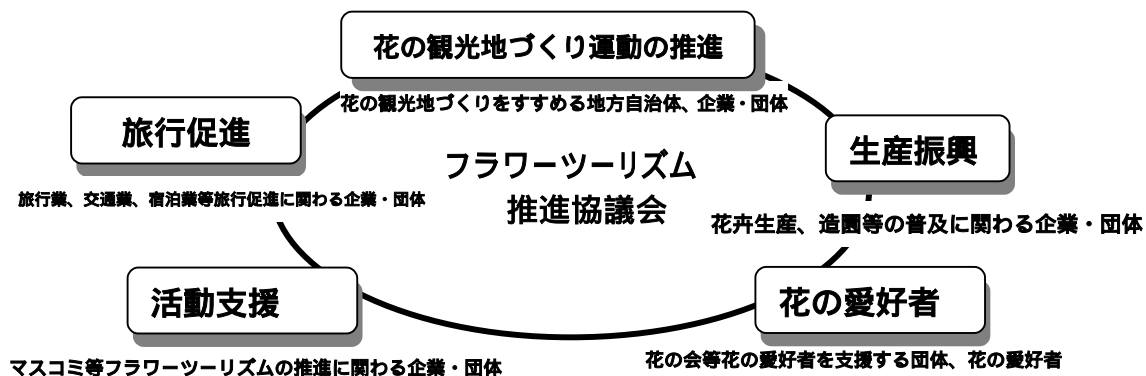 花の観光地づくり運動の推進
花の観光地づくりをすすめる地方自治体、企業・団体
旅行促進
旅行業、交通業、宿泊業等旅行促進に関わる企業・団体
フラワーツーリズム
推進協議会
生産振興
花卉生産、造園等の普及に関わる企業・団体
活動支援
マスコミ等フラワーツーリズムの推進に関わる企業・団体
花の愛好者
花の会等花の愛好者を支援する団体、花の愛好者